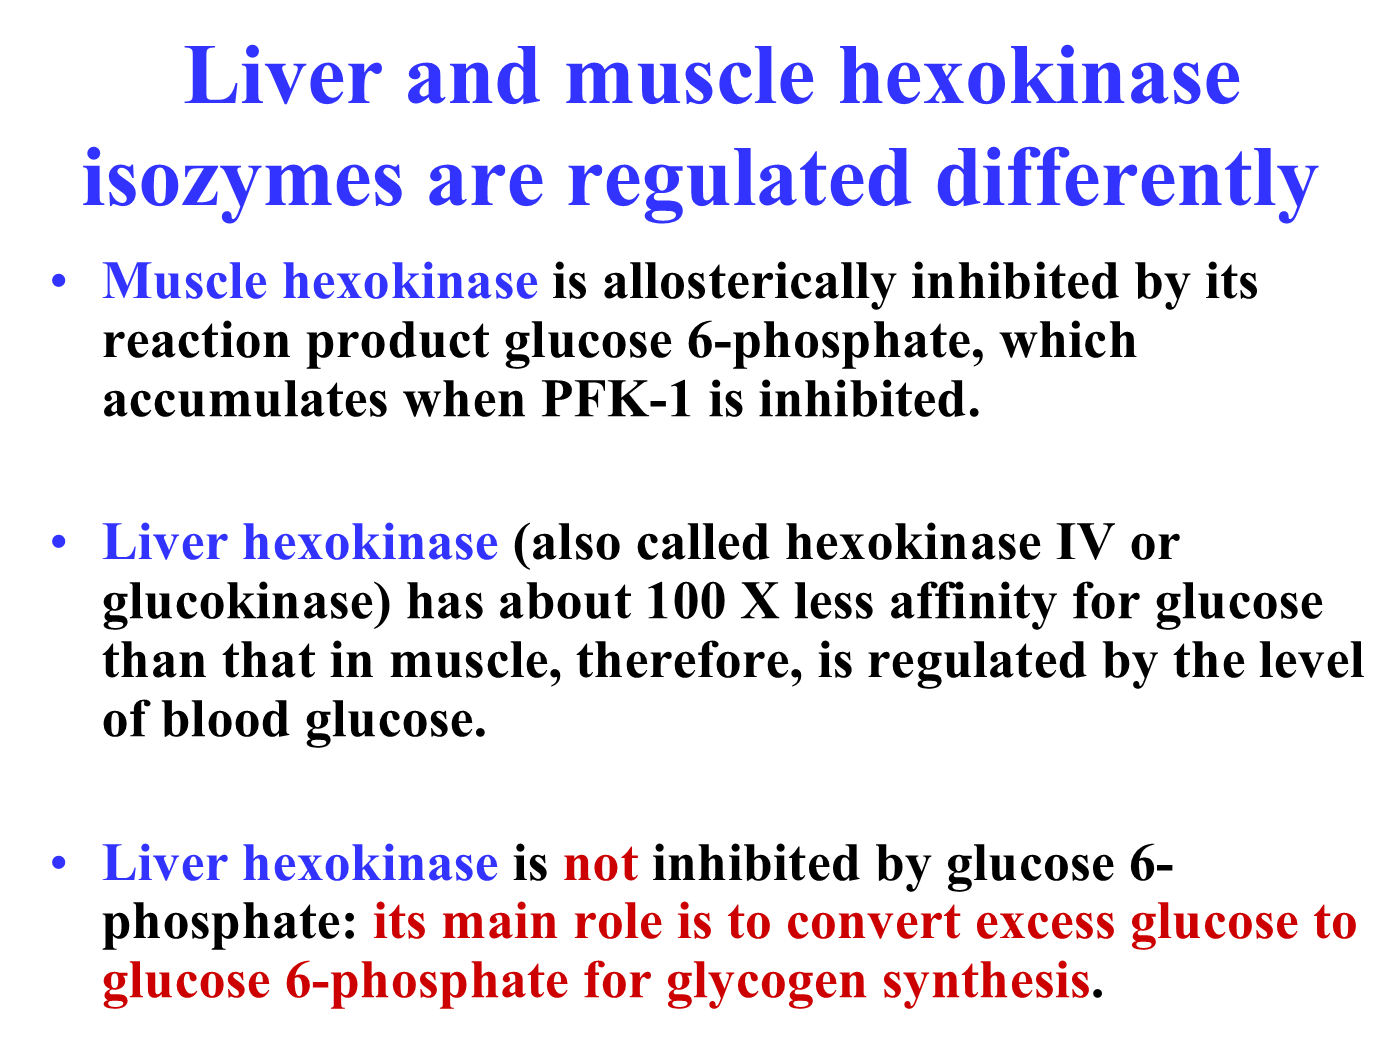 Liver and muscle hexokinase
isozymes are regulated differently
• Muscle hexokinase is allosterically inhibited by its
reaction product glucose 6-phosphate, which
accumulates when PFK-1 is inhibited.
• Liver hexokinase (also called hexokinase IV or
glucokinase) has about 100 X less affinity for glucose
than that in muscle, therefore, is regulated by the level
of blood glucose.
• Liver hexokinase is not inhibited by glucose 6-
phosphate: its main role is to convert excess glucose to
glucose 6-phosphate for glycogen synthesis.